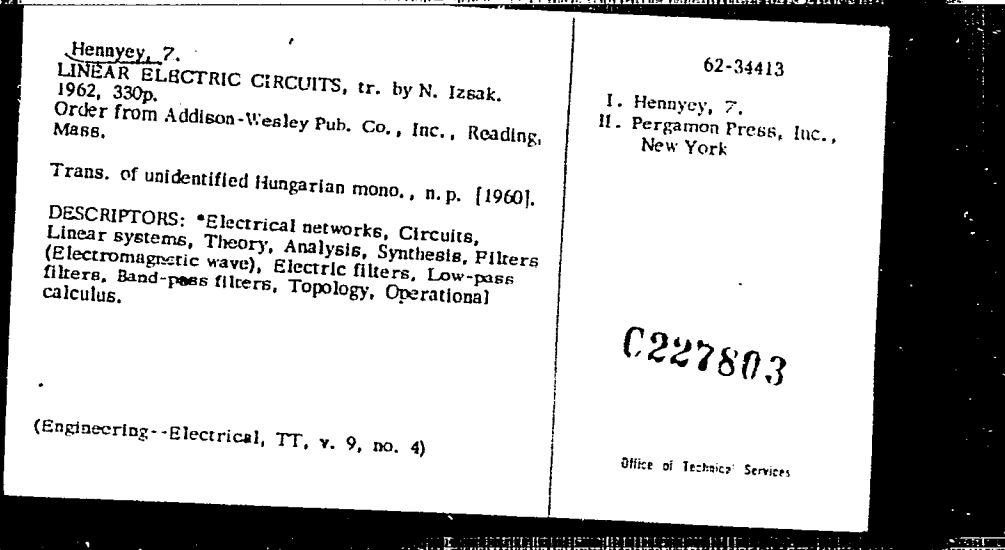 Hennyey, 7.
LINEAR ELECTRIC CIRCUITS, tr. by N. Izsak.
1962, 330p.
Order from Addison-Wesley Pub. Co., Inc., Reading,
Mass.
Trans. of unidentified Hungarian mono., n.p. [1960].
DESCRIPTORS: *Electrical networks, Circuits,
Linear systems, Theory, Analysis, Synthesis, Filters
(Electromagnetic wave), Electric filters, Low-pass
filters, Band-pass filters, Topology, Operational
calculus.
(Engineering--Electrical, TT, v. 9, no. 4)
62-34413
I. Hennyey, 7.
II. Pergamon Press, Inc.,
New York
C227803
Office of Technical Services